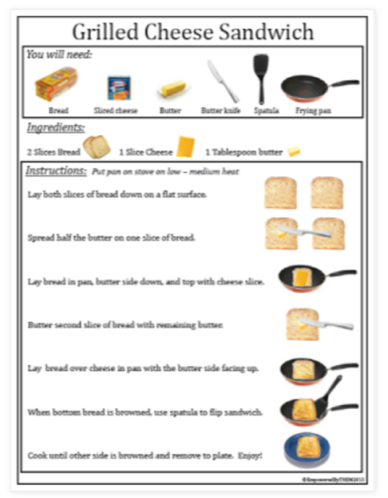 Grilled Cheese Sandwich
You will need:
Bread Sliced cheese Butter Butter knife Spatula Frying pan
Ingredients:
2 Slices Bread 1 Slice Cheese 1 Tablespoon butter
Instructions: Put pan on stove on low – medium heat
Lay both slices of bread down on a flat surface.
Spread half the butter on one slice of bread.
Lay bread in pan, butter side down, and top with cheese slice.
Butter second slice of bread with remaining butter.
Lay bread over cheese in pan with the butter side facing up.
When bottom bread is browned, use spatula to flip sandwich.
Cook until other side is browned and remove to plate. Enjoy!